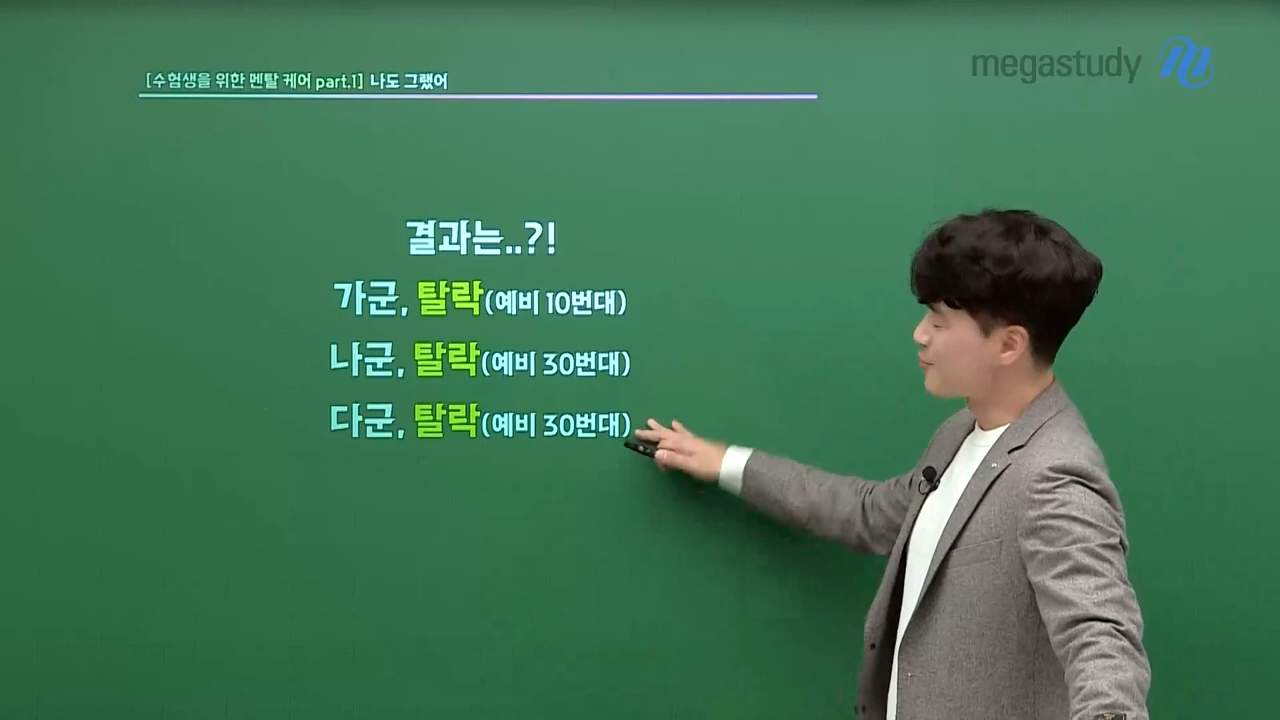 [수험생을 위한 멘탈 케어 part.1] 나도 그랬어
megastudy
결과는..?!
가군, 탈락(예비 10번대)
나군, 탈락(예비 30번대)
다군, 탈락(예비 30번대)